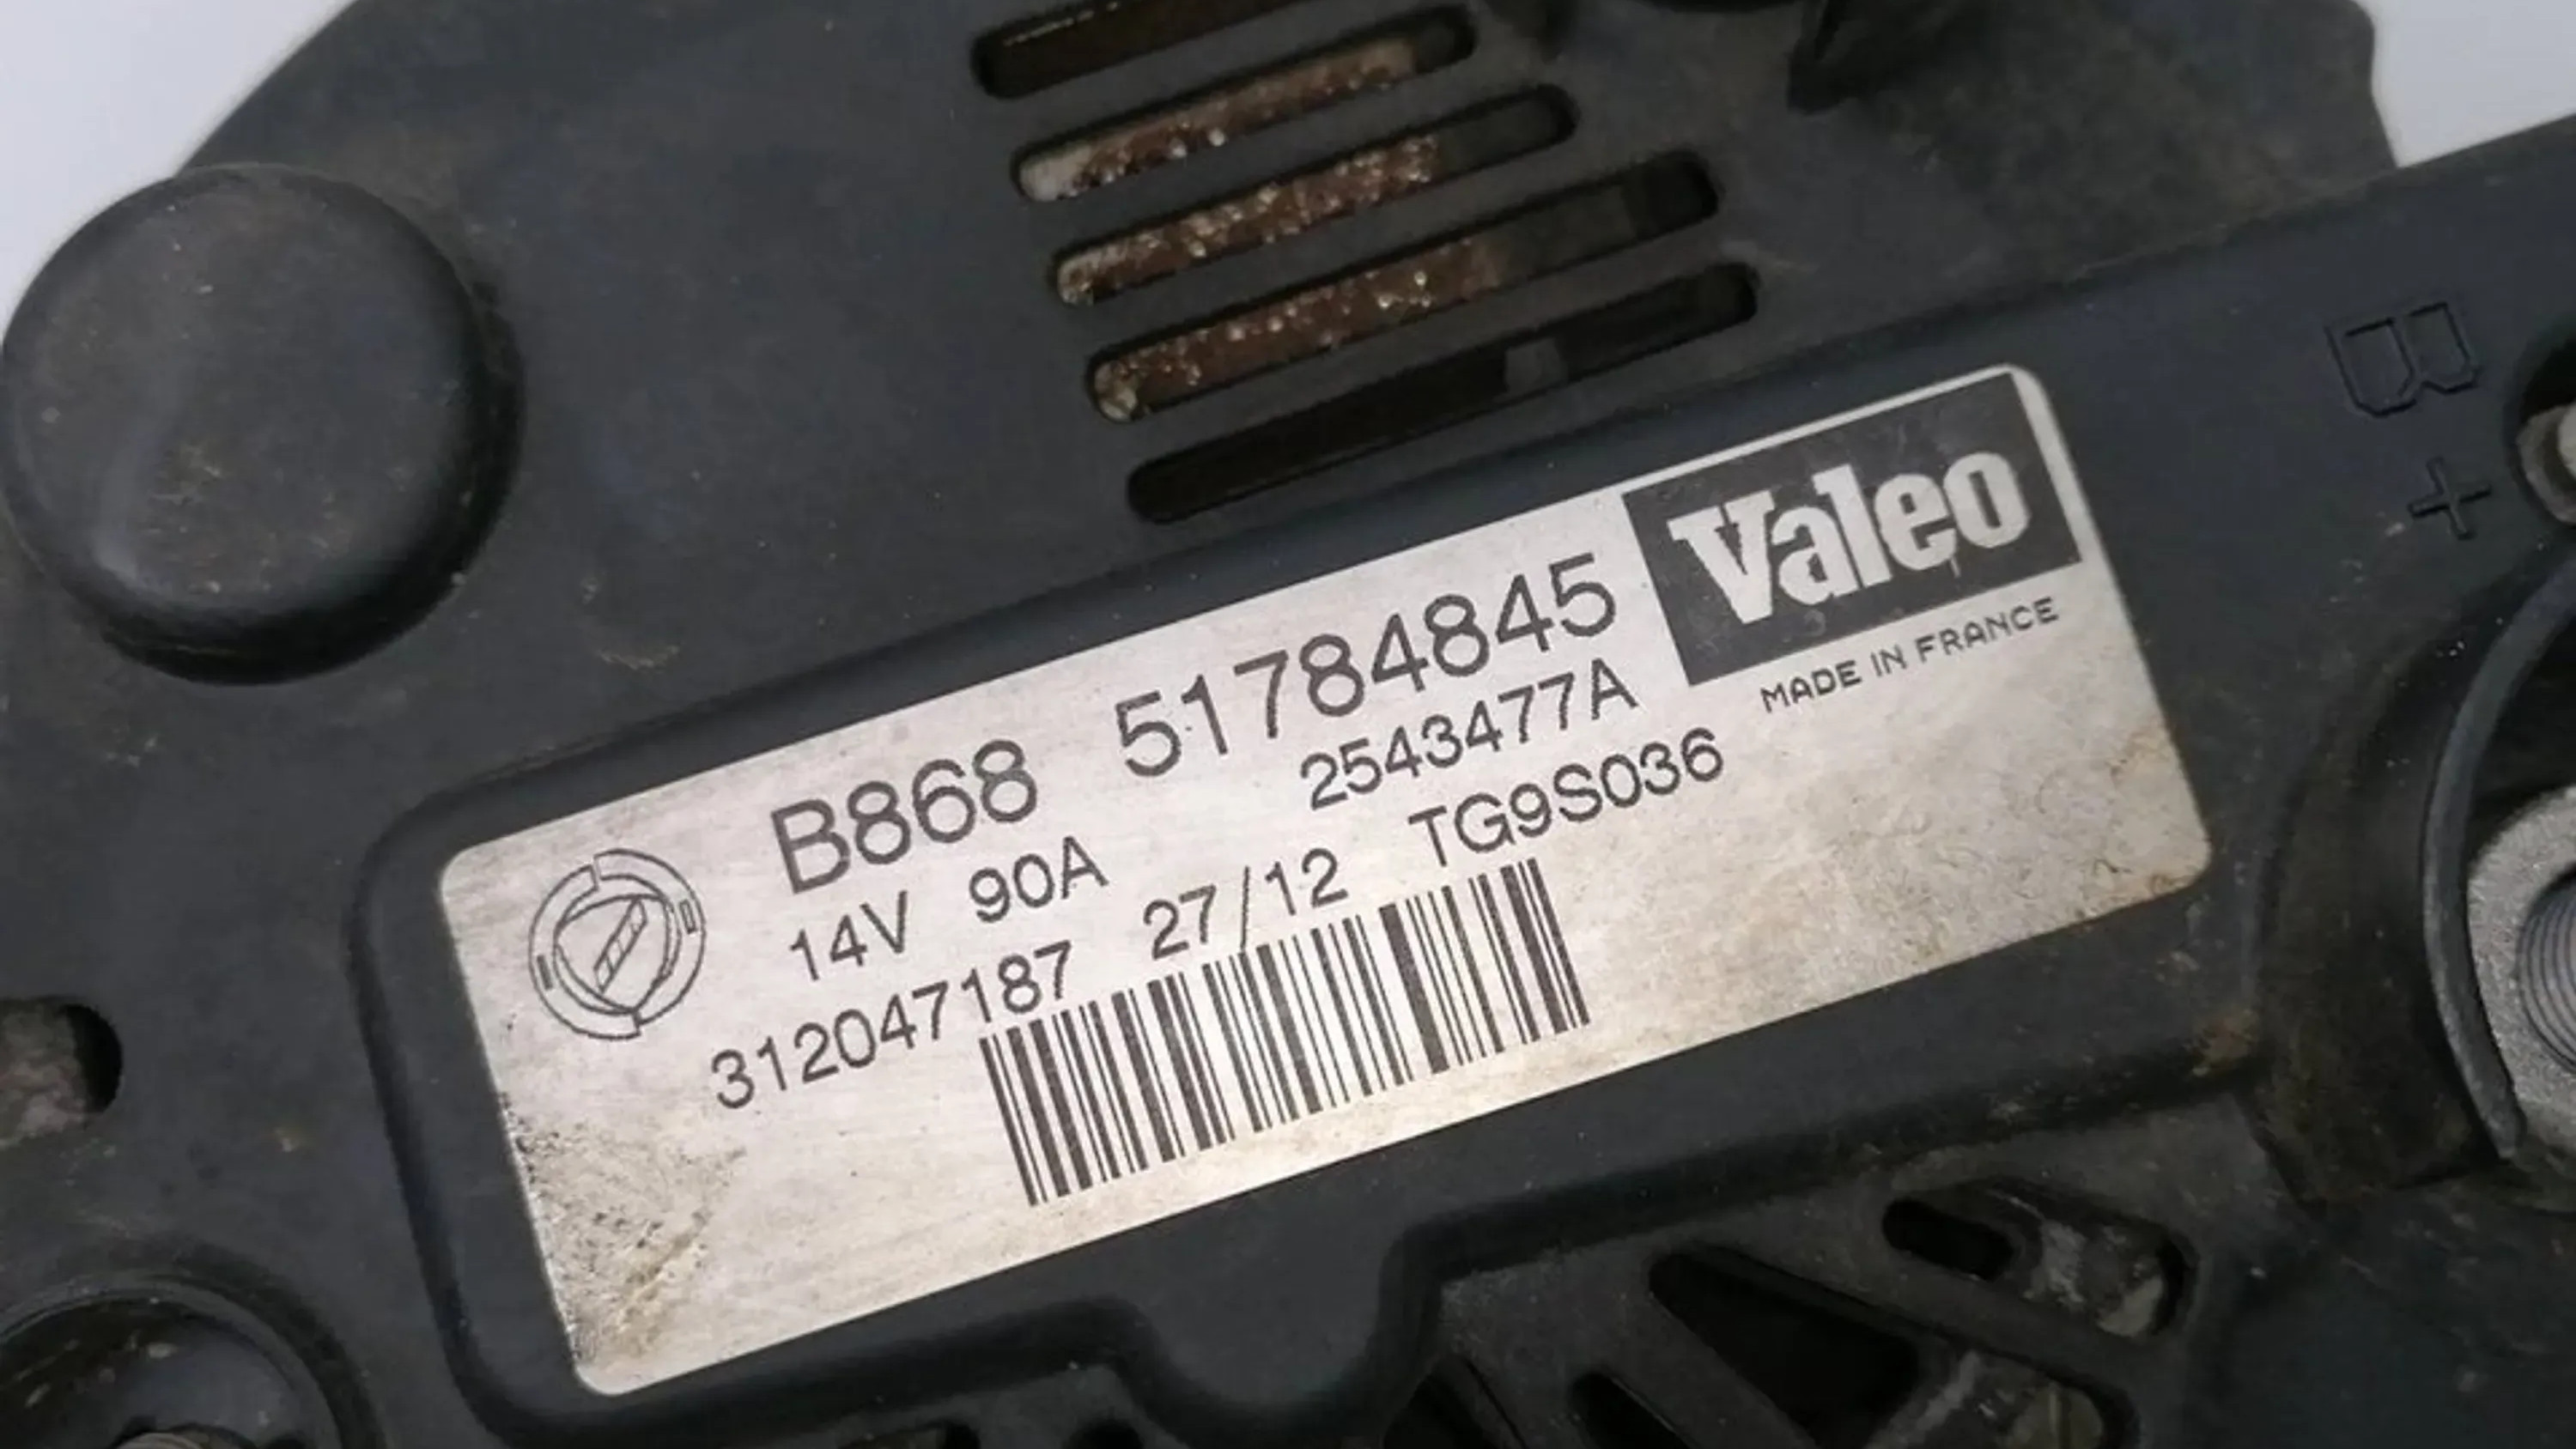 Valeo
MADE IN FRANCE
B868 51784845
14V 90A 2543477A
312047187 27/12 TG9S036
B
+